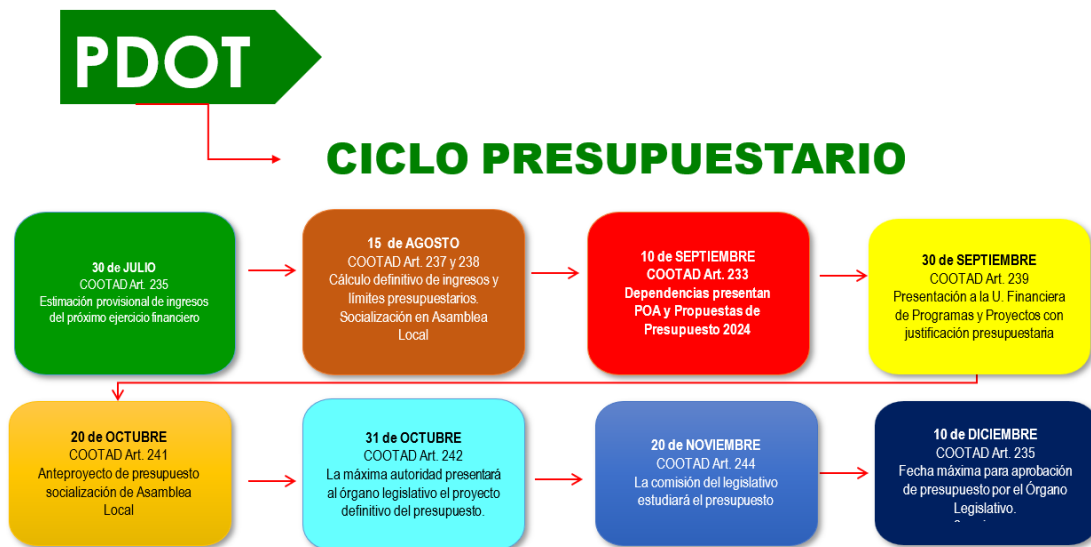 PDOT
CICLO PRESUPUESTARIO
30 de JULIO
COOTAD Art. 235
Estimación provisional de ingresos
del próximo ejercicio financiero
15 de AGOSTO
COOTAD Art. 237 y 238
Cálculo definitivo de ingresos y
límites presupuestarios.
Socialización en Asamblea
Local
10 de SEPTIEMBRE
COOTAD Art. 233
Dependencias presentan
POA y Propuestas de
Presupuesto 2024
30 de SEPTIEMBRE
COOTAD Art. 239
Presentación a la U. Financiera
de Programas y Proyectos con
justificación presupuestaria
20 de OCTUBRE
COOTAD Art. 241
Anteproyecto de presupuesto
socialización de Asamblea
Local
31 de OCTUBRE
COOTAD Art. 242
La máxima autoridad presentará
al órgano legislativo el proyecto
definitivo del presupuesto.
20 de NOVIEMBRE
COOTAD Art. 244
La comisión del legislativo
estudiará el presupuesto
10 de DICIEMBRE
COOTAD Art. 235
Fecha máxima para aprobación
de presupuesto por el Órgano
Legislativo.